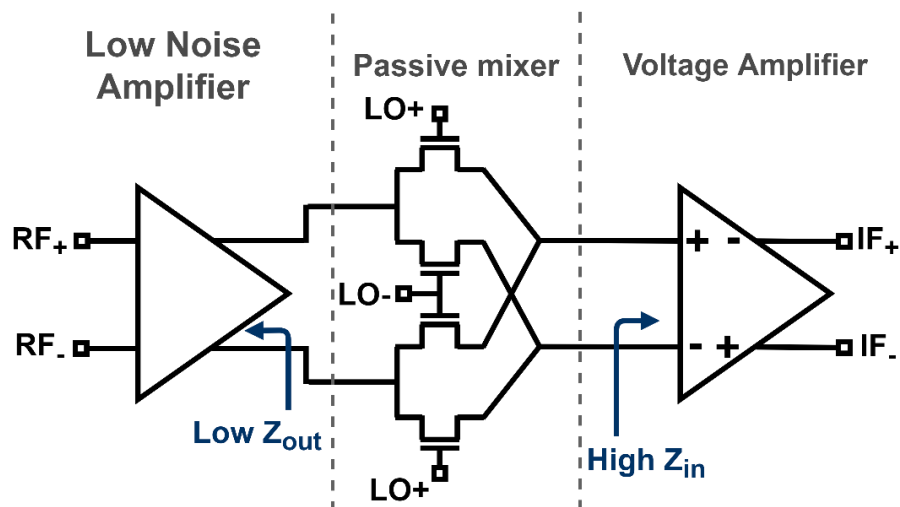 Low Noise
Amplifier
Passive mixer
Voltage Amplifier
LO+
RF+
+ -
IF+
LO-
RF-
- +
IF-
Low Zout
High Zin
LO+